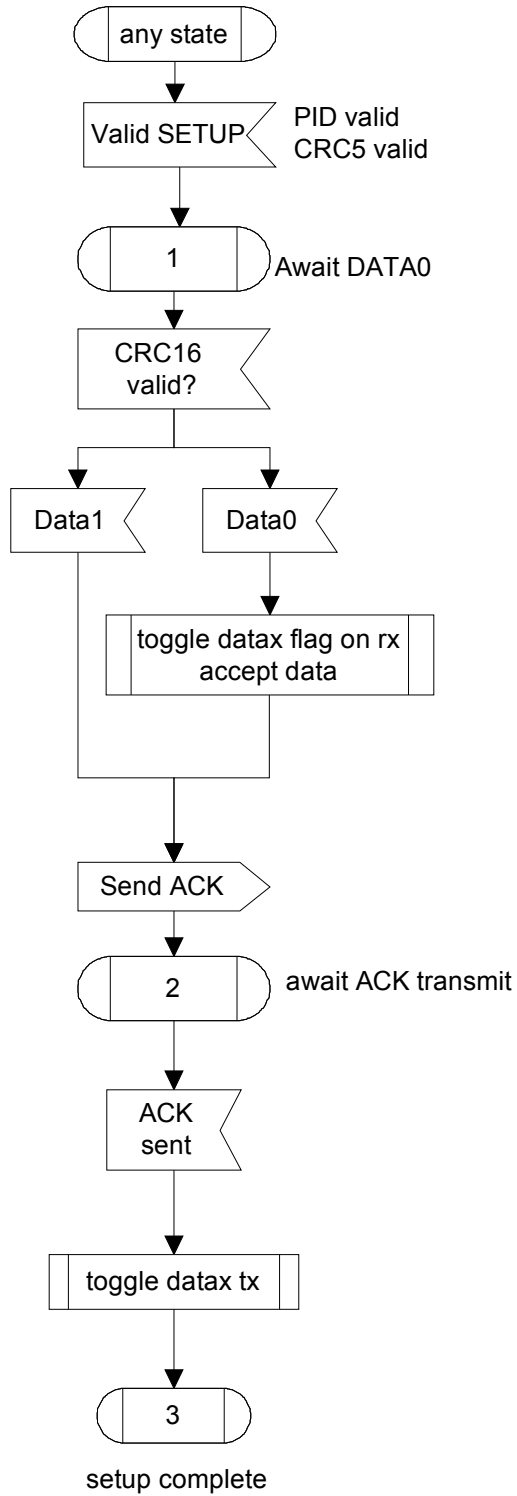 any state
Valid SETUP
PID valid
CRC5 valid
1
Await DATA0
CRC16
valid?
Data1
Data0
toggle datax flag on rx
accept data
Send ACK
2
await ACK transmit
ACK
sent
toggle datax tx
3
setup complete